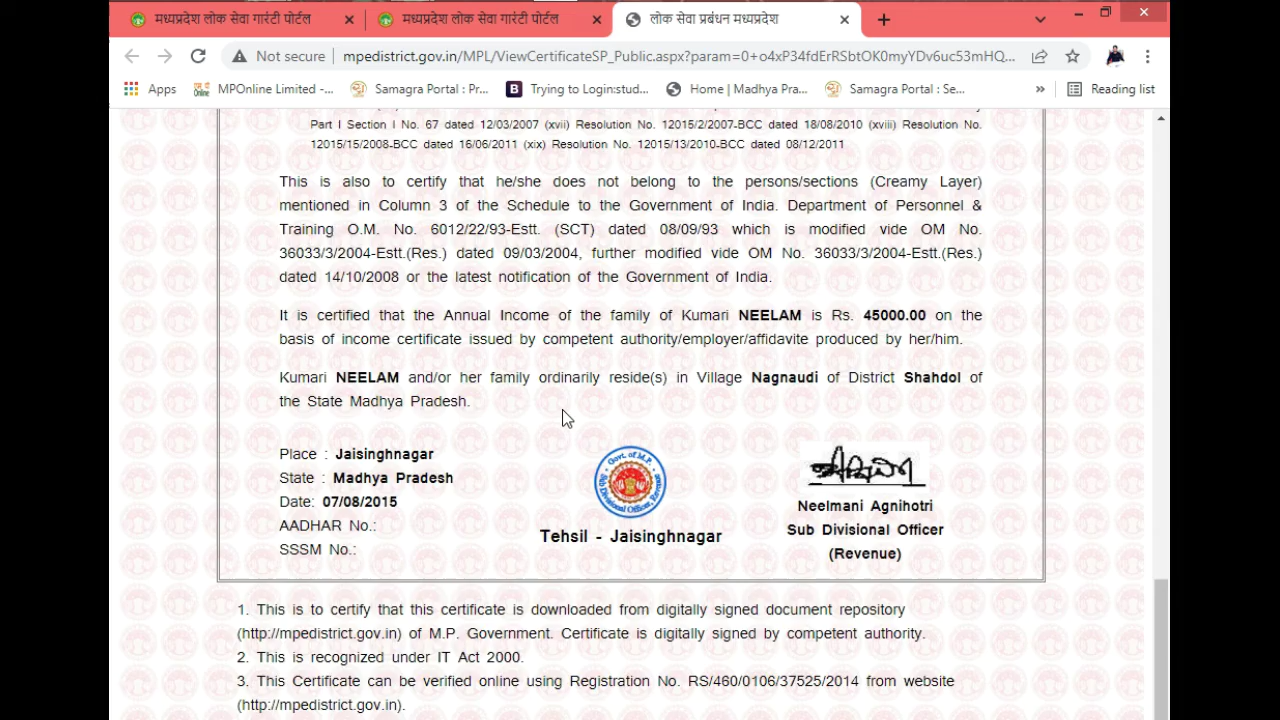 मध्यप्रदेश लोक सेवा गारंटी पोर्टल
मध्यप्रदेश लोक सेवा गारंटी पोर्टल
लोक सेवा प्रबंधन मध्यप्रदेश
Not secure | mpedistrict.gov.in/MPL/ViewCertificateSP_Public.aspx?param=0+o4xP34fdErRSbtOK0myYDv6uc53mHQ...
Apps MPOnline Limited -... Samagra Portal : Pr... Trying to Login:stud... Home | Madhya Pra... Samagra Portal : Se... » Reading list
Part I Section I No. 67 dated 12/03/2007 (xvii) Resolution No. 12015/2/2007-BCC dated 18/08/2010 (xviii) Resolution No.
12015/15/2008-BCC dated 16/06/2011 (xix) Resolution No. 12015/13/2010-BCC dated 08/12/2011
This is also to certify that he/she does not belong to the persons/sections (Creamy Layer)
mentioned in Column 3 of the Schedule to the Government of India. Department of Personnel &
Training O.M. No. 6012/22/93-Estt. (SCT) dated 08/09/93 which is modified vide OM No.
36033/3/2004-Estt.(Res.) dated 09/03/2004, further modified vide OM No. 36033/3/2004-Estt.(Res.)
dated 14/10/2008 or the latest notification of the Government of India.
It is certified that the Annual Income of the family of Kumari NEELAM is Rs. 45000.00 on the
basis of income certificate issued by competent authority/employer/affidavite produced by her/him.
Kumari NEELAM and/or her family ordinarily reside(s) in Village Nagnaudi of District Shahdol of
the State Madhya Pradesh.
Place : Jaisinghnagar
State : Madhya Pradesh
Date: 07/08/2015
AADHAR No.:
SSSM No.:
Govt. of M.P.
Sub Divisional Officer, Revenue
Tehsil - Jaisinghnagar
Neelmani Agnihotri
Sub Divisional Officer
(Revenue)
1. This is to certify that this certificate is downloaded from digitally signed document repository
(http://mpedistrict.gov.in) of M.P. Government. Certificate is digitally signed by competent authority.
2. This is recognized under IT Act 2000.
3. This Certificate can be verified online using Registration No. RS/460/0106/37525/2014 from website
(http://mpedistrict.gov.in).